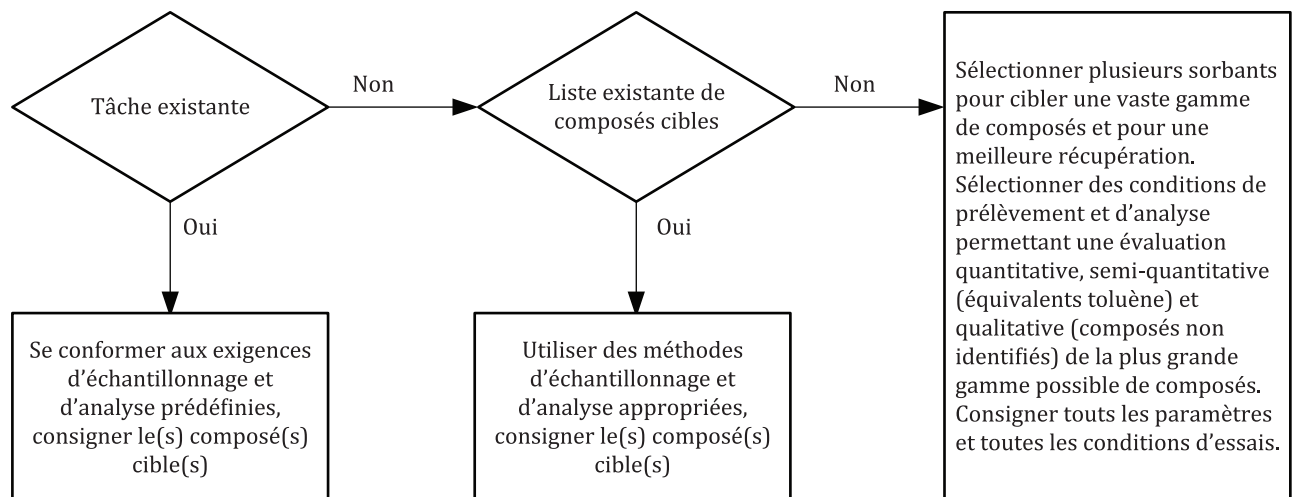 Tâche existante
Non
Liste existante de
composés cibles
Non
Oui
Oui
Se conformer aux exigences
d'échantillonnage et
d'analyse prédéfinies,
consigner le(s) composé(s)
cible(s)
Utiliser des méthodes
d'échantillonnage et
d'analyse appropriées,
consigner le(s) composé(s)
cible(s)
Sélectionner plusieurs sorbants
pour cibler une vaste gamme
de composés et pour une
meilleure récupération.
Sélectionner des conditions de
prélèvement et d'analyse
permettant une évaluation
quantitative, semi-quantitative
(équivalents toluène) et
qualitative (composés non
identifiés) de la plus grande
gamme possible de composés.
Consigner touts les paramètres
et toutes les conditions d'essais.